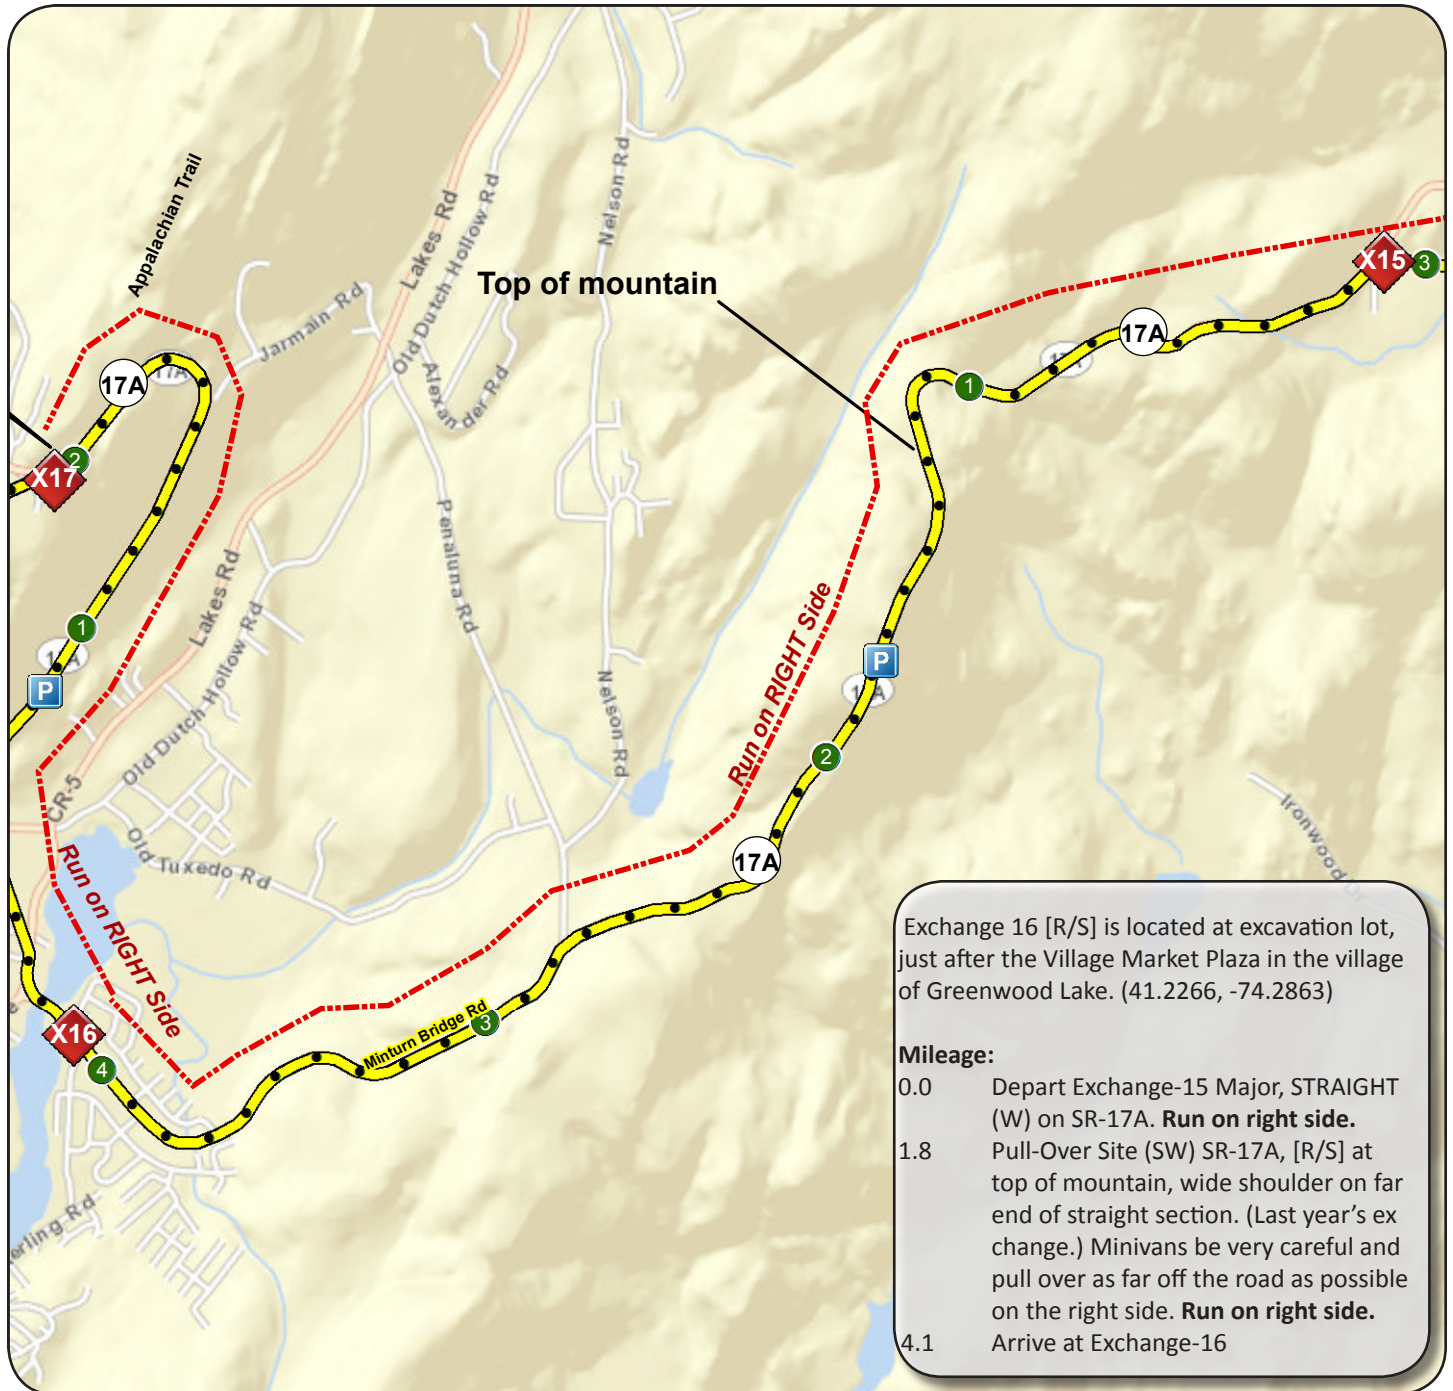 Appalachian Trail
17A
17A
Jarmain Rd
Lakes Rd
Old Dutch Hollow Rd
Nelson Rd
Alexander Rd
Top of mountain
X15
3
17A
17A
1
X17
2
Penaluna Rd
1
P
Lakes Rd
Old Dutch Hollow Rd
Nelson Rd
Run on RIGHT Side
P
2
CR-5
Old Tuxedo Rd
Run on RIGHT Side
17A
Ironwood Dr
X16
4
Minturn Bridge Rd
3
erling Rd
e
Exchange 16 [R/S] is located at excavation lot,
just after the Village Market Plaza in the village
of Greenwood Lake. (41.2266, -74.2863)
Mileage:
0.0 Depart Exchange-15 Major, STRAIGHT
(W) on SR-17A. Run on right side.
1.8 Pull-Over Site (SW) SR-17A, [R/S] at
top of mountain, wide shoulder on far
end of straight section. (Last year's ex
change.) Minivans be very careful and
pull over as far off the road as possible
on the right side. Run on right side.
4.1 Arrive at Exchange-16